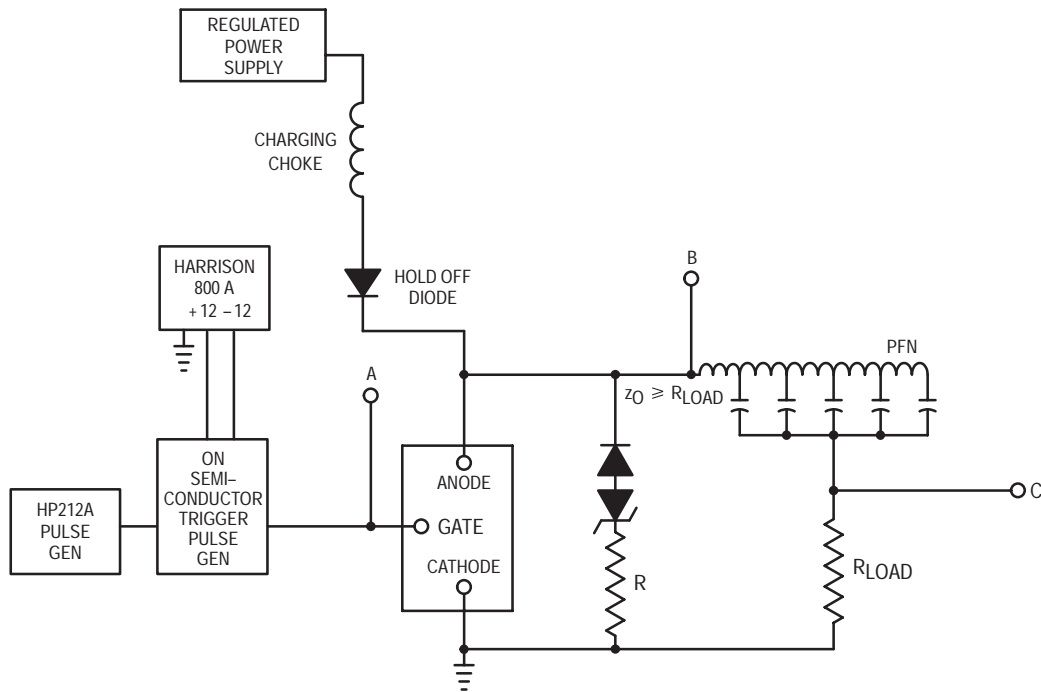 REGULATED
POWER
SUPPLY
CHARGING
CHOKE
HOLD OFF
DIODE
HARRISON
800 A
+12 –12
A
B
PFN
zO ≥ RLOAD
ON
SEMI–
CONDUCTOR
TRIGGER
PULSE
GEN
HP212A
PULSE
GEN
ANODE
GATE
CATHODE
R
C
RLOAD